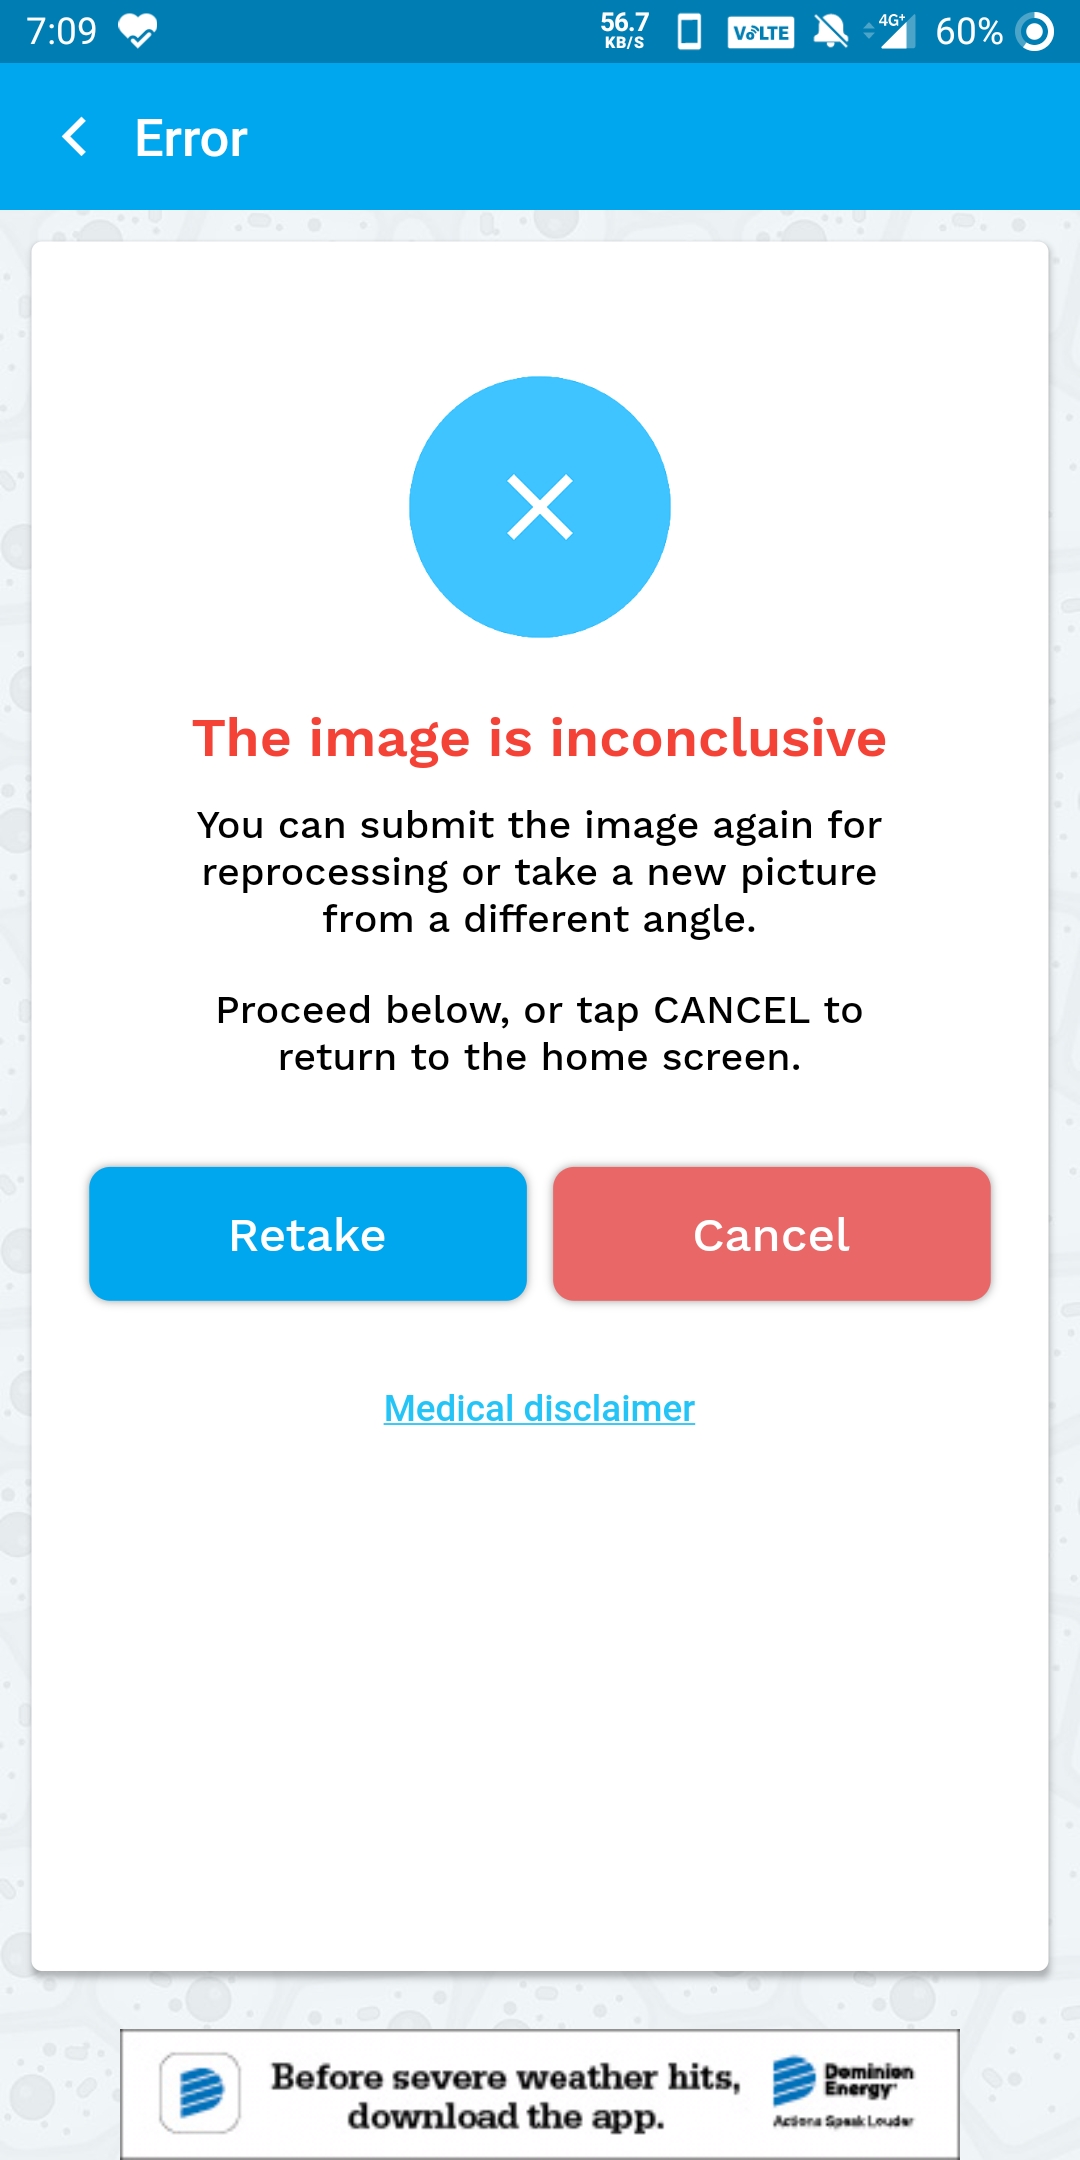 7:09
56.7
KB/S
VoLTE
4G+
60%
Error
The image is inconclusive
You can submit the image again for
reprocessing or take a new picture
from a different angle.
Proceed below, or tap CANCEL to
return to the home screen.
Retake
Cancel
Medical disclaimer
Before severe weather hits,
download the app.
Dominion
Energy
Actions Speak Louder